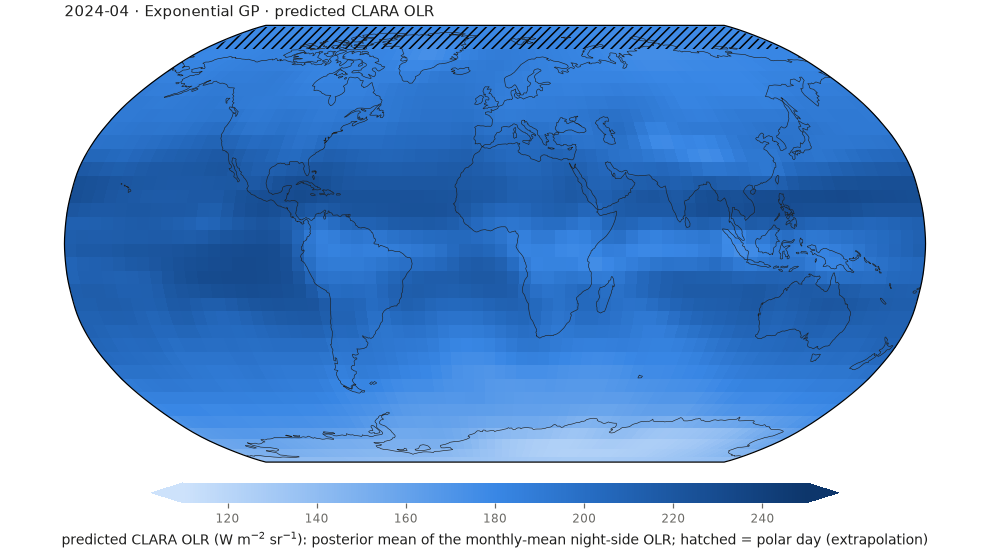 2024-04 · Exponential GP · predicted CLARA OLR
120 140 160 180 200 220 240
predicted CLARA OLR (W m⁻² sr⁻¹): posterior mean of the monthly-mean night-side OLR; hatched = polar day (extrapolation)